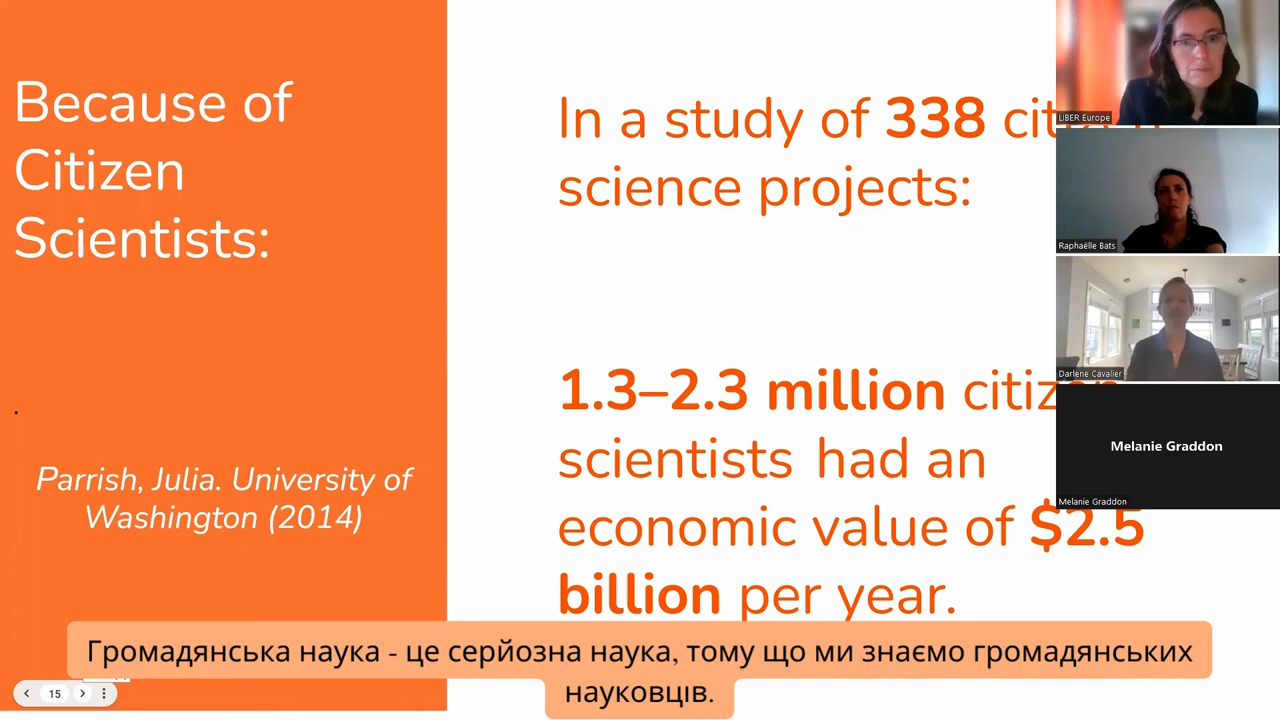 Because of
Citizen
Scientists:
.
Parrish, Julia. University of
Washington (2014)
In a study of 338
science projects:
1.3–2.3 million citizen
scientists had an
economic value of $2.5
billion per year.
LIBER Europe
Raphaëlle Bats
Darlene Cavalier
Melanie Graddon
Melanie Graddon
Громадянська наука - це серйозна наука, тому що ми знаємо громадянських
науковців.
15